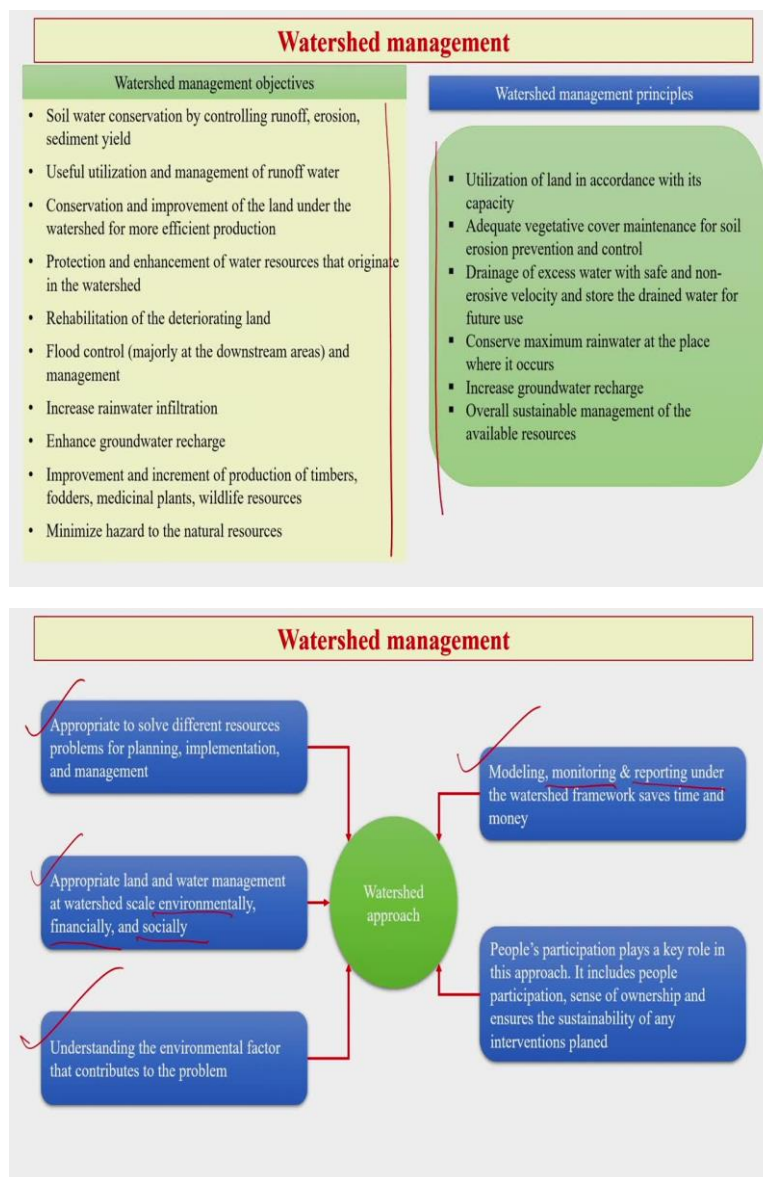 Watershed management
Watershed management objectives
• Soil water conservation by controlling runoff, erosion,
sediment yield
• Useful utilization and management of runoff water
• Conservation and improvement of the land under the
watershed for more efficient production
• Protection and enhancement of water resources that originate
in the watershed
• Rehabilitation of the deteriorating land
• Flood control (majorly at the downstream areas) and
management
• Increase rainwater infiltration
• Enhance groundwater recharge
• Improvement and increment of production of timbers,
fodders, medicinal plants, wildlife resources
• Minimize hazard to the natural resources
Watershed management principles
▪ Utilization of land in accordance with its
capacity
▪ Adequate vegetative cover maintenance for soil
erosion prevention and control
▪ Drainage of excess water with safe and non-
erosive velocity and store the drained water for
future use
▪ Conserve maximum rainwater at the place
where it occurs
▪ Increase groundwater recharge
▪ Overall sustainable management of the
available resources
Watershed management
Appropriate to solve different resources
problems for planning, implementation,
and management
Appropriate land and water management
at watershed scale environmentally,
financially, and socially
Understanding the environmental factor
that contributes to the problem
Watershed
approach
Modeling, monitoring & reporting under
the watershed framework saves time and
money
People's participation plays a key role in
this approach. It includes people
participation, sense of ownership and
ensures the sustainability of any
interventions planed